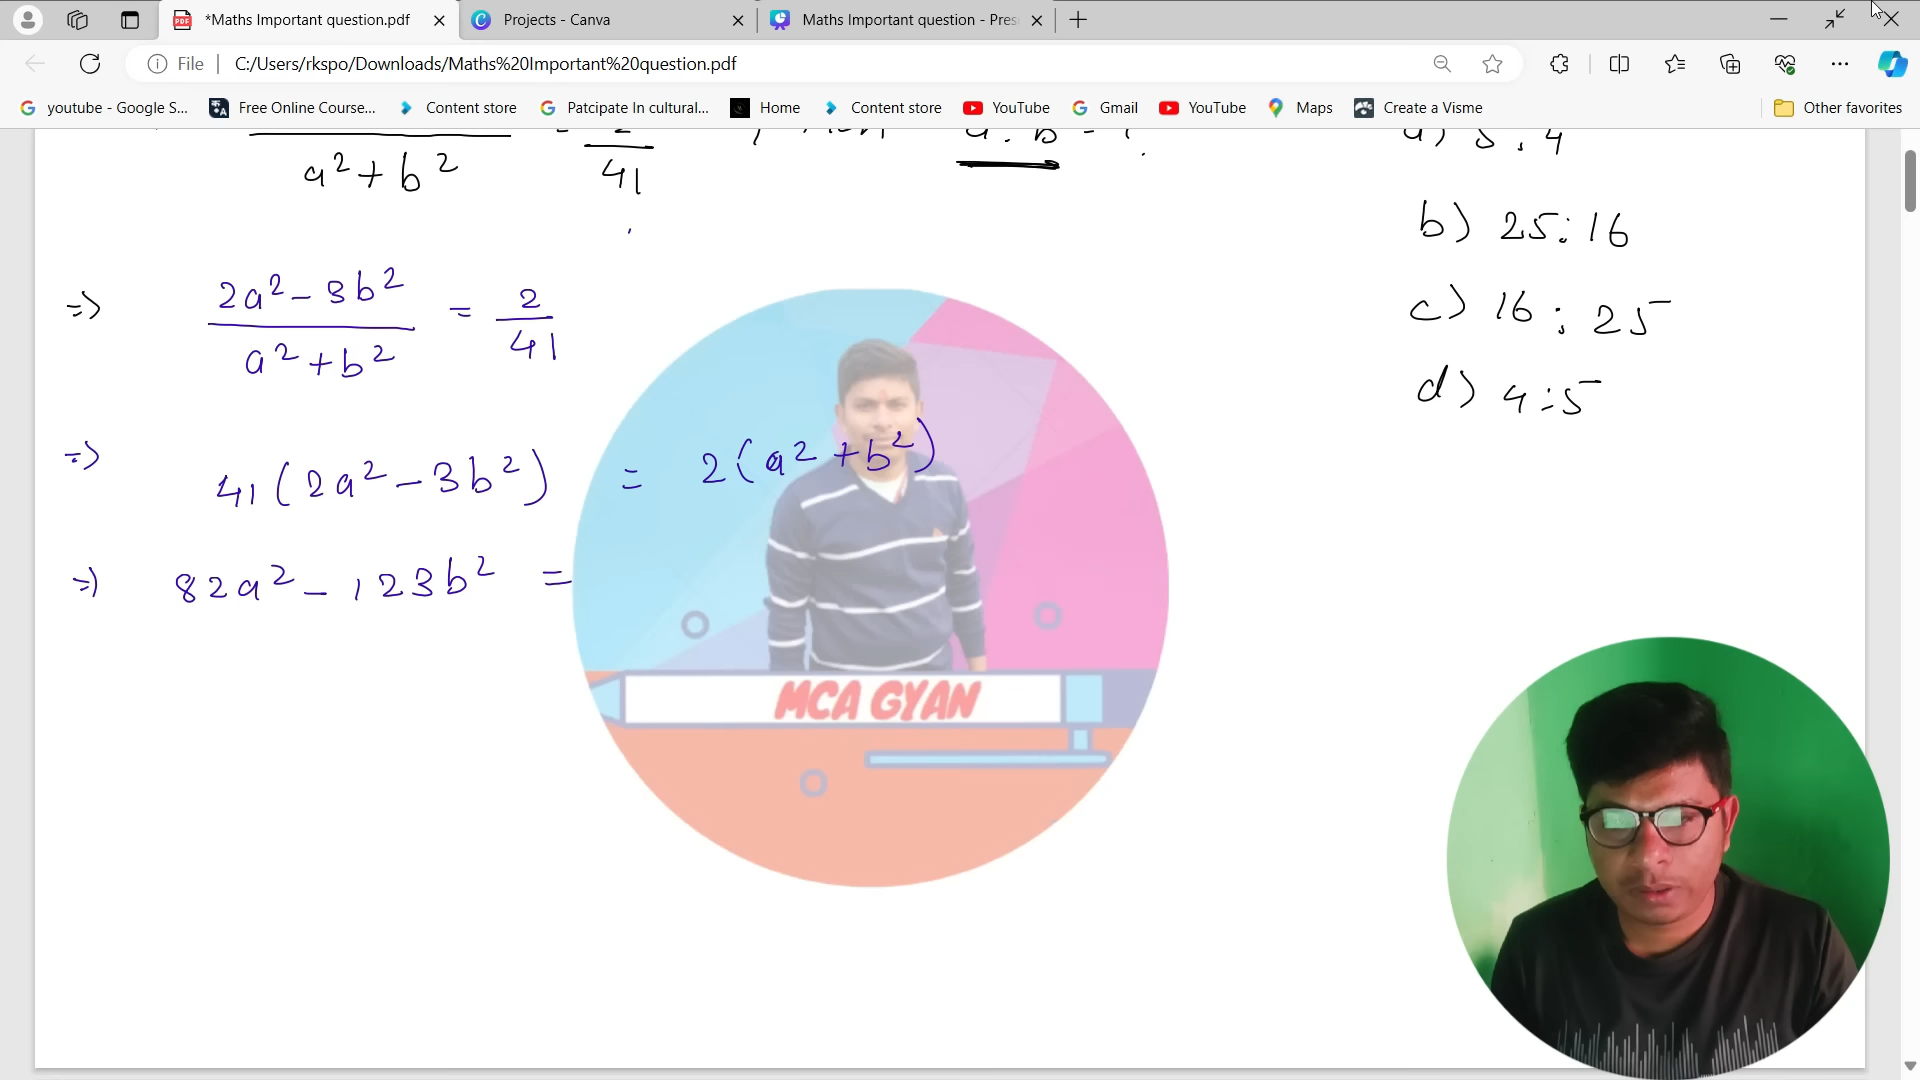 *Maths Important question.pdf
Projects - Canva
Maths Important question - Pres
File
C:/Users/rkspo/Downloads/Maths%20Important%20question.pdf
youtube - Google S...
Free Online Course...
Content store
Patcipate In cultural...
Home
Content store
YouTube
Gmail
YouTube
Maps
Create a Visme
Other favorites
a² + b²
41
b) 25:16
=> 2a² - 3b² / a² + b² = 2 / 41
c) 16 : 25
d) 4:5
=> 41(2a² - 3b²) = 2(a² + b²)
=> 82a² - 123b² =
MCA GYAN